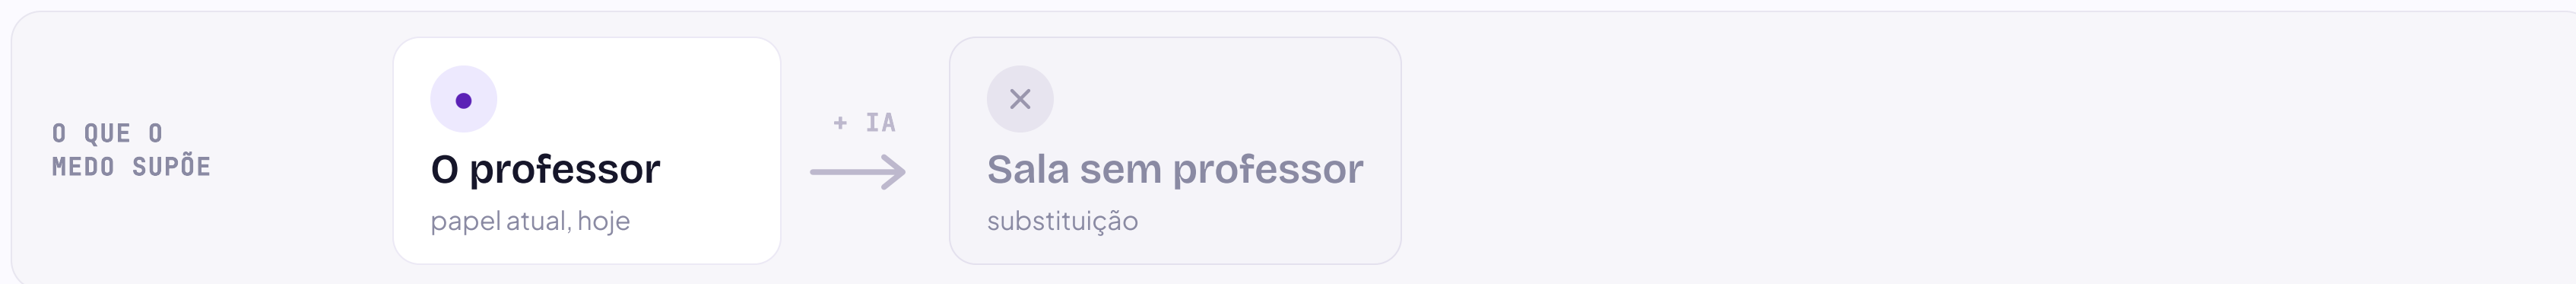 O QUE O
MEDO SUPÕE
O professor
papel atual, hoje
+ IA
Sala sem professor
substituição